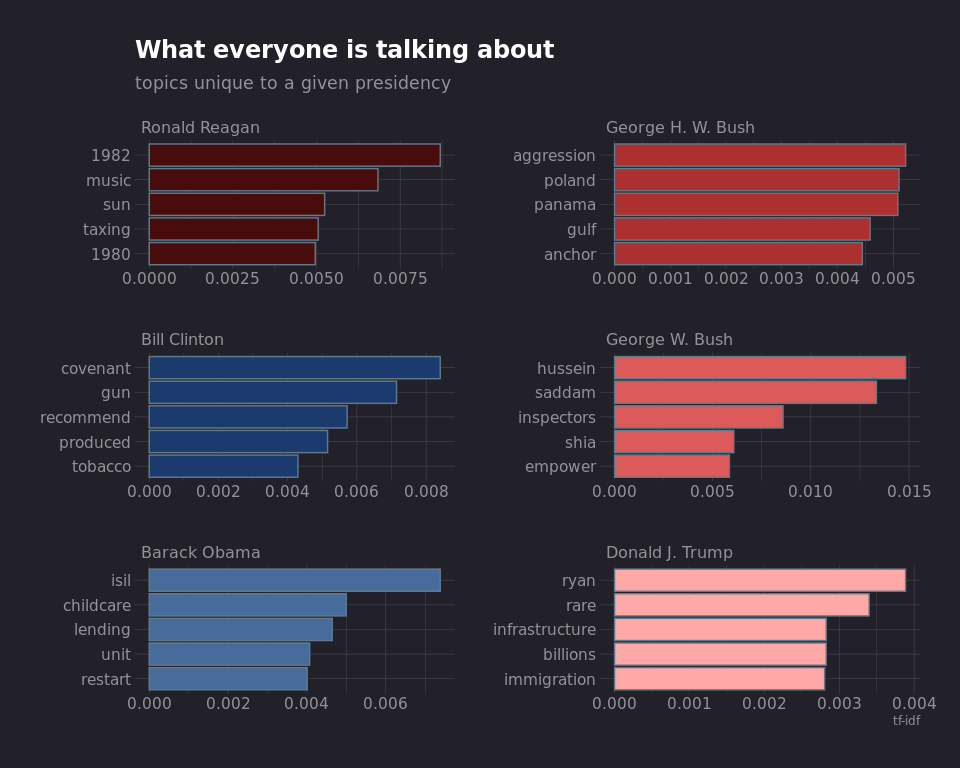 What everyone is talking about
topics unique to a given presidency
Ronald Reagan
1982
music
sun
taxing
1980
0.0000 0.0025 0.0050 0.0075
George H. W. Bush
aggression
poland
panama
gulf
anchor
0.000 0.001 0.002 0.003 0.004 0.005
Bill Clinton
covenant
gun
recommend
produced
tobacco
0.000 0.002 0.004 0.006 0.008
George W. Bush
hussein
saddam
inspectors
shia
empower
0.000 0.005 0.010 0.015
Barack Obama
isil
childcare
lending
unit
restart
0.000 0.002 0.004 0.006
Donald J. Trump
ryan
rare
infrastructure
billions
immigration
0.000 0.001 0.002 0.003 0.004
tf-idf